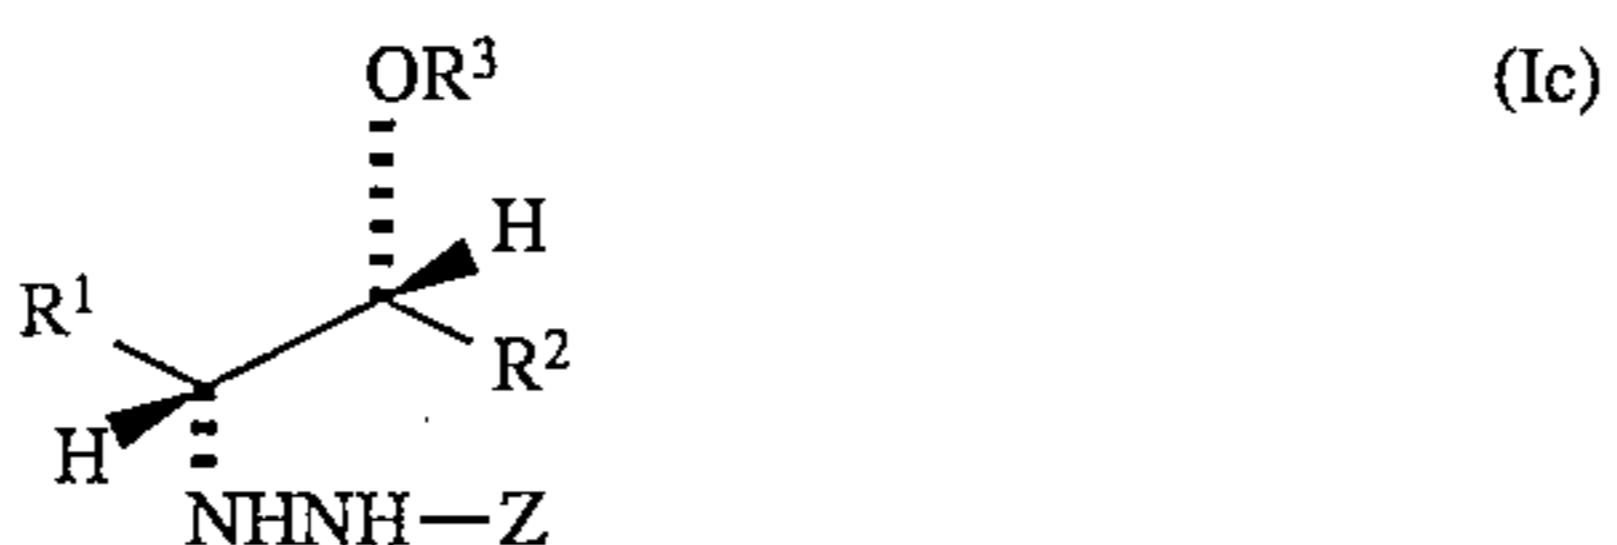 OR³ (Ic)
H
R¹
R²
H
NHNH—Z